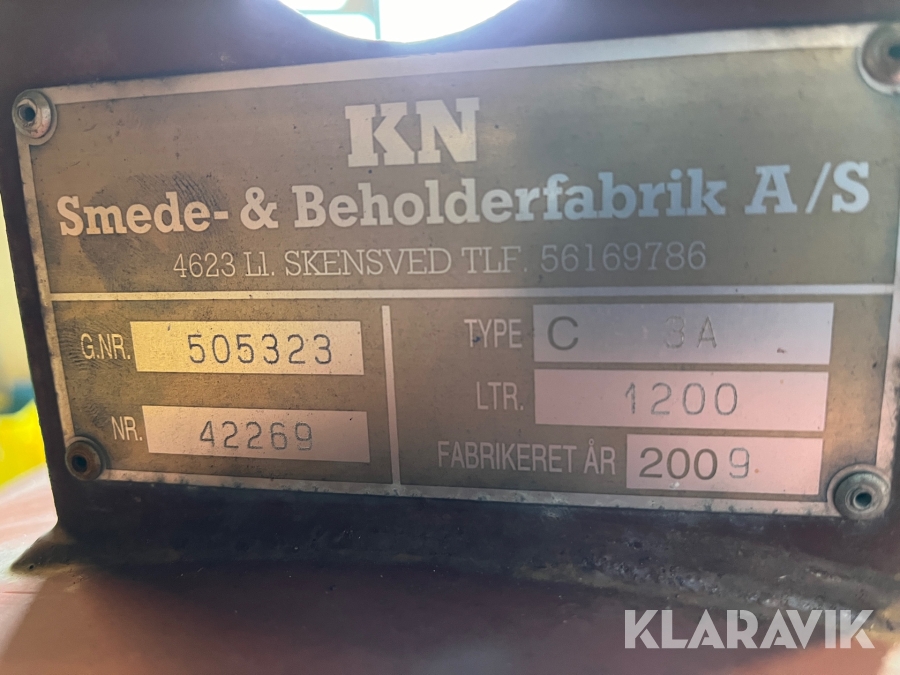 KN
Smede- & Beholderfabrik A/S
4623 Ll. SKENSVED TLF. 56169786
G.NR. 505323
NR. 42269
TYPE C 3A
LTR. 1200
FABRIKERET ÅR 2009
KLARAVIK